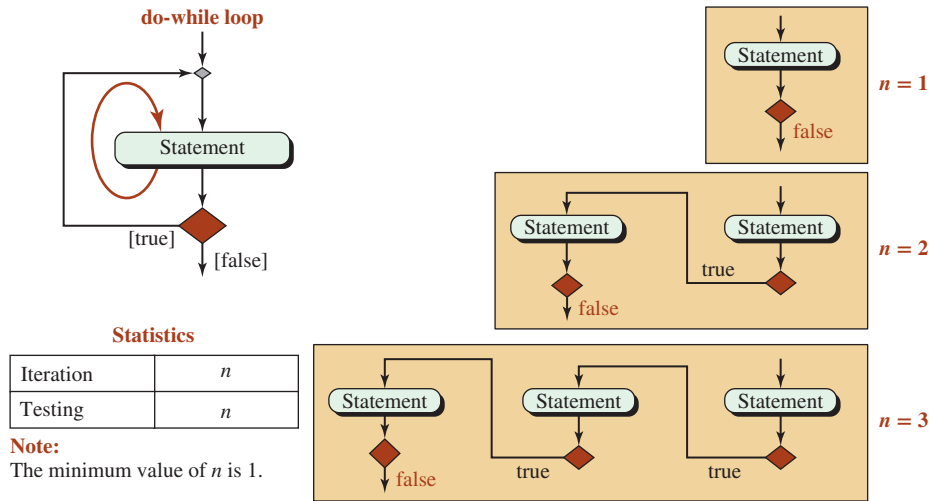 do-while loop
Statement
[true]
[false]
Statistics
Iteration n
Testing n
Note:
The minimum value of n is 1.
Statement
false
n = 1
Statement
Statement
true
false
n = 2
Statement
Statement
Statement
true
true
false
n = 3